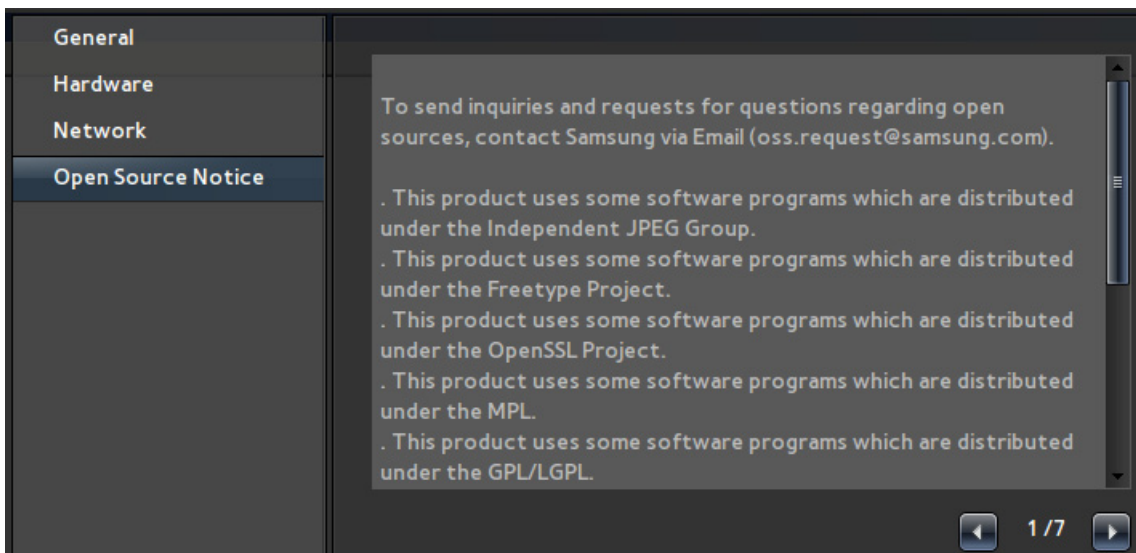 General
Hardware
Network
Open Source Notice
To send inquiries and requests for questions regarding open
sources, contact Samsung via Email (oss.request@samsung.com).
. This product uses some software programs which are distributed
under the Independent JPEG Group.
. This product uses some software programs which are distributed
under the Freetype Project.
. This product uses some software programs which are distributed
under the OpenSSL Project.
. This product uses some software programs which are distributed
under the MPL.
. This product uses some software programs which are distributed
under the GPL/LGPL.
1 /7